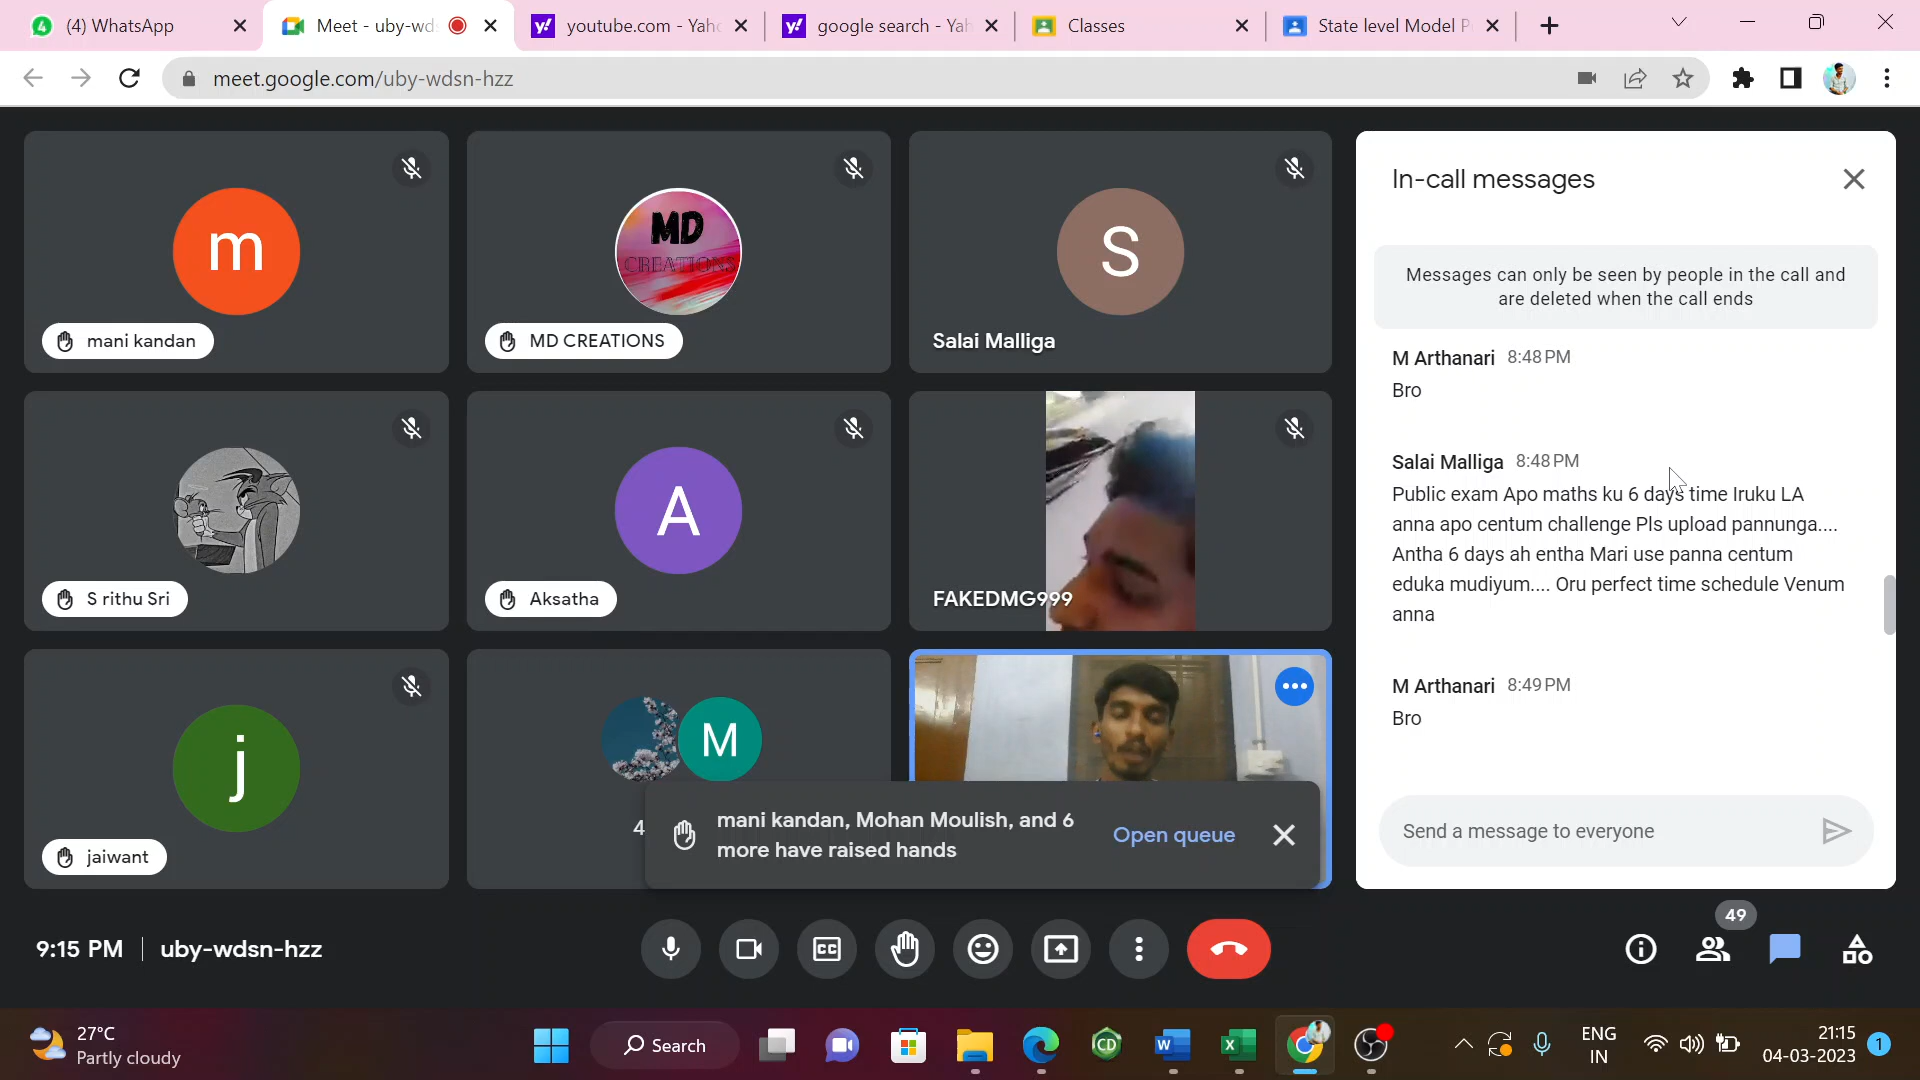 (4) WhatsApp
Meet - uby-wds
youtube.com - Yaho
google search - Yah
Classes
State level Model P
meet.google.com/uby-wdsn-hzz
m
mani kandan
MD
CREATIONS
MD CREATIONS
S
Salai Malliga
S rithu Sri
A
Aksatha
FAKEDMG999
j
jaiwant
M
4
mani kandan, Mohan Moulish, and 6
more have raised hands
Open queue
In-call messages
Messages can only be seen by people in the call and
are deleted when the call ends
M Arthanari 8:48 PM
Bro
Salai Malliga 8:48 PM
Public exam Apo maths ku 6 days time Iruku LA
anna apo centum challenge Pls upload pannunga....
Antha 6 days ah entha Mari use panna centum
eduka mudiyum.... Oru perfect time schedule Venum
anna
M Arthanari 8:49 PM
Bro
Send a message to everyone
9:15 PM | uby-wdsn-hzz
CC
49
27°C
Partly cloudy
Search
CD
W
X
ENG
IN
21:15
04-03-2023
1